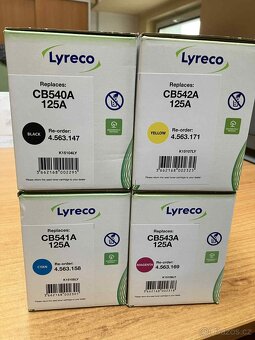 Lyreco
Replaces:
CB540A
125A
BLACK
Re-order:
4.563.147
K15104LY
Lyreco
Replaces:
CB542A
125A
YELLOW
Re-order:
4.563.171
K15107LY
Lyreco
Replaces:
CB541A
125A
CYAN
Re-order:
4.563.158
Lyreco
Replaces:
CB543A
125A
MAGENTA
Re-order:
4.563.169